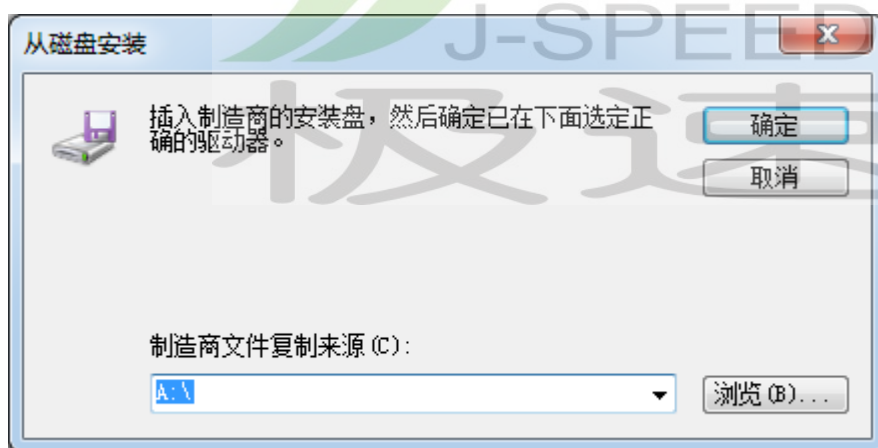 J-SPEED
从磁盘安装
插入制造商的安装盘，然后确定已在下面选定正
确的驱动器。
确定
取消
极速
制造商文件复制来源(C):
A:\
浏览(B)...